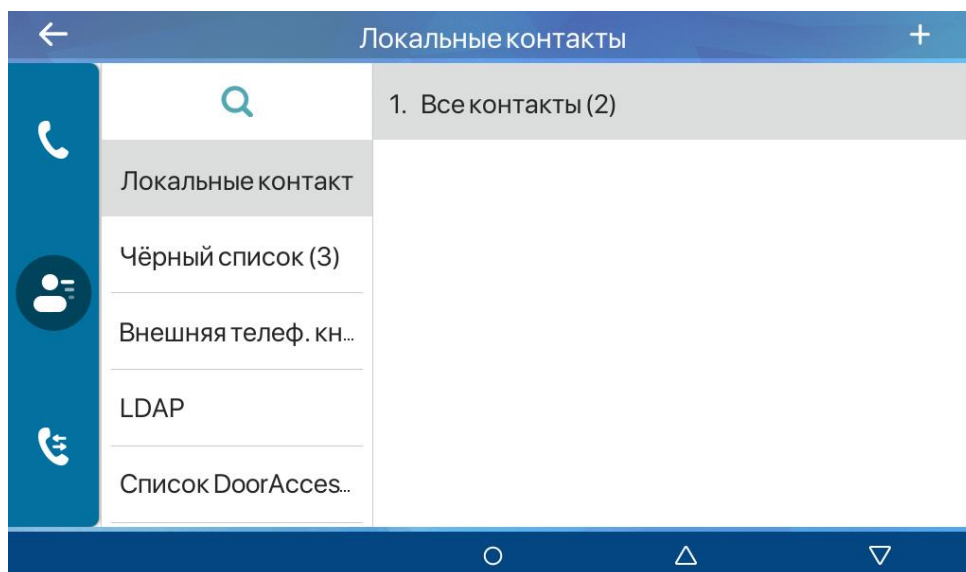 Локальные контакты
1. Все контакты (2)
Локальные контакт
Чёрный список (3)
Внешняя телеф. кн...
LDAP
Список DoorAcces...